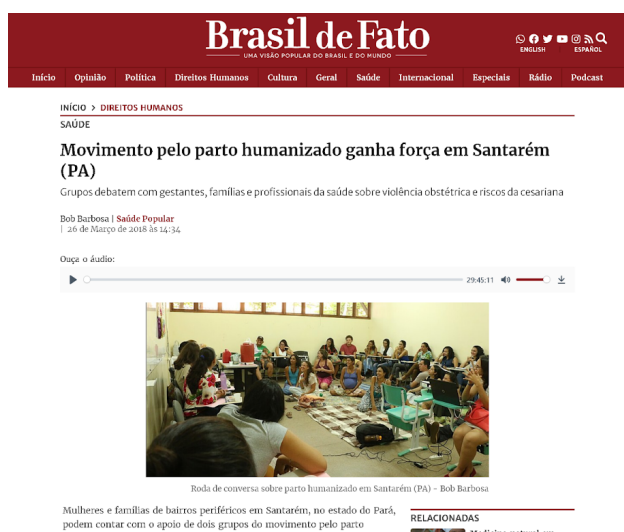 Brasil de Fato
UMA VISÃO POPULAR DO BRASIL E DO MUNDO
ENGLISH
ESPAÑOL
Início Opinião Política Direitos Humanos Cultura Geral Saúde Internacional Especiais Rádio Podcast
INÍCIO > DIREITOS HUMANOS
SAÚDE
Movimento pelo parto humanizado ganha força em Santarém
(PA)
Grupos debatem com gestantes, famílias e profissionais da saúde sobre violência obstétrica e riscos da cesariana
Bob Barbosa | Saúde Popular
| 26 de Março de 2018 às 14:34
Ouça o áudio:
29:45:11
Roda de conversa sobre parto humanizado em Santarém (PA) - Bob Barbosa
Mulheres e famílias de bairros periféricos em Santarém, no estado do Pará,
podem contar com o apoio de dois grupos do movimento pelo parto
RELACIONADAS